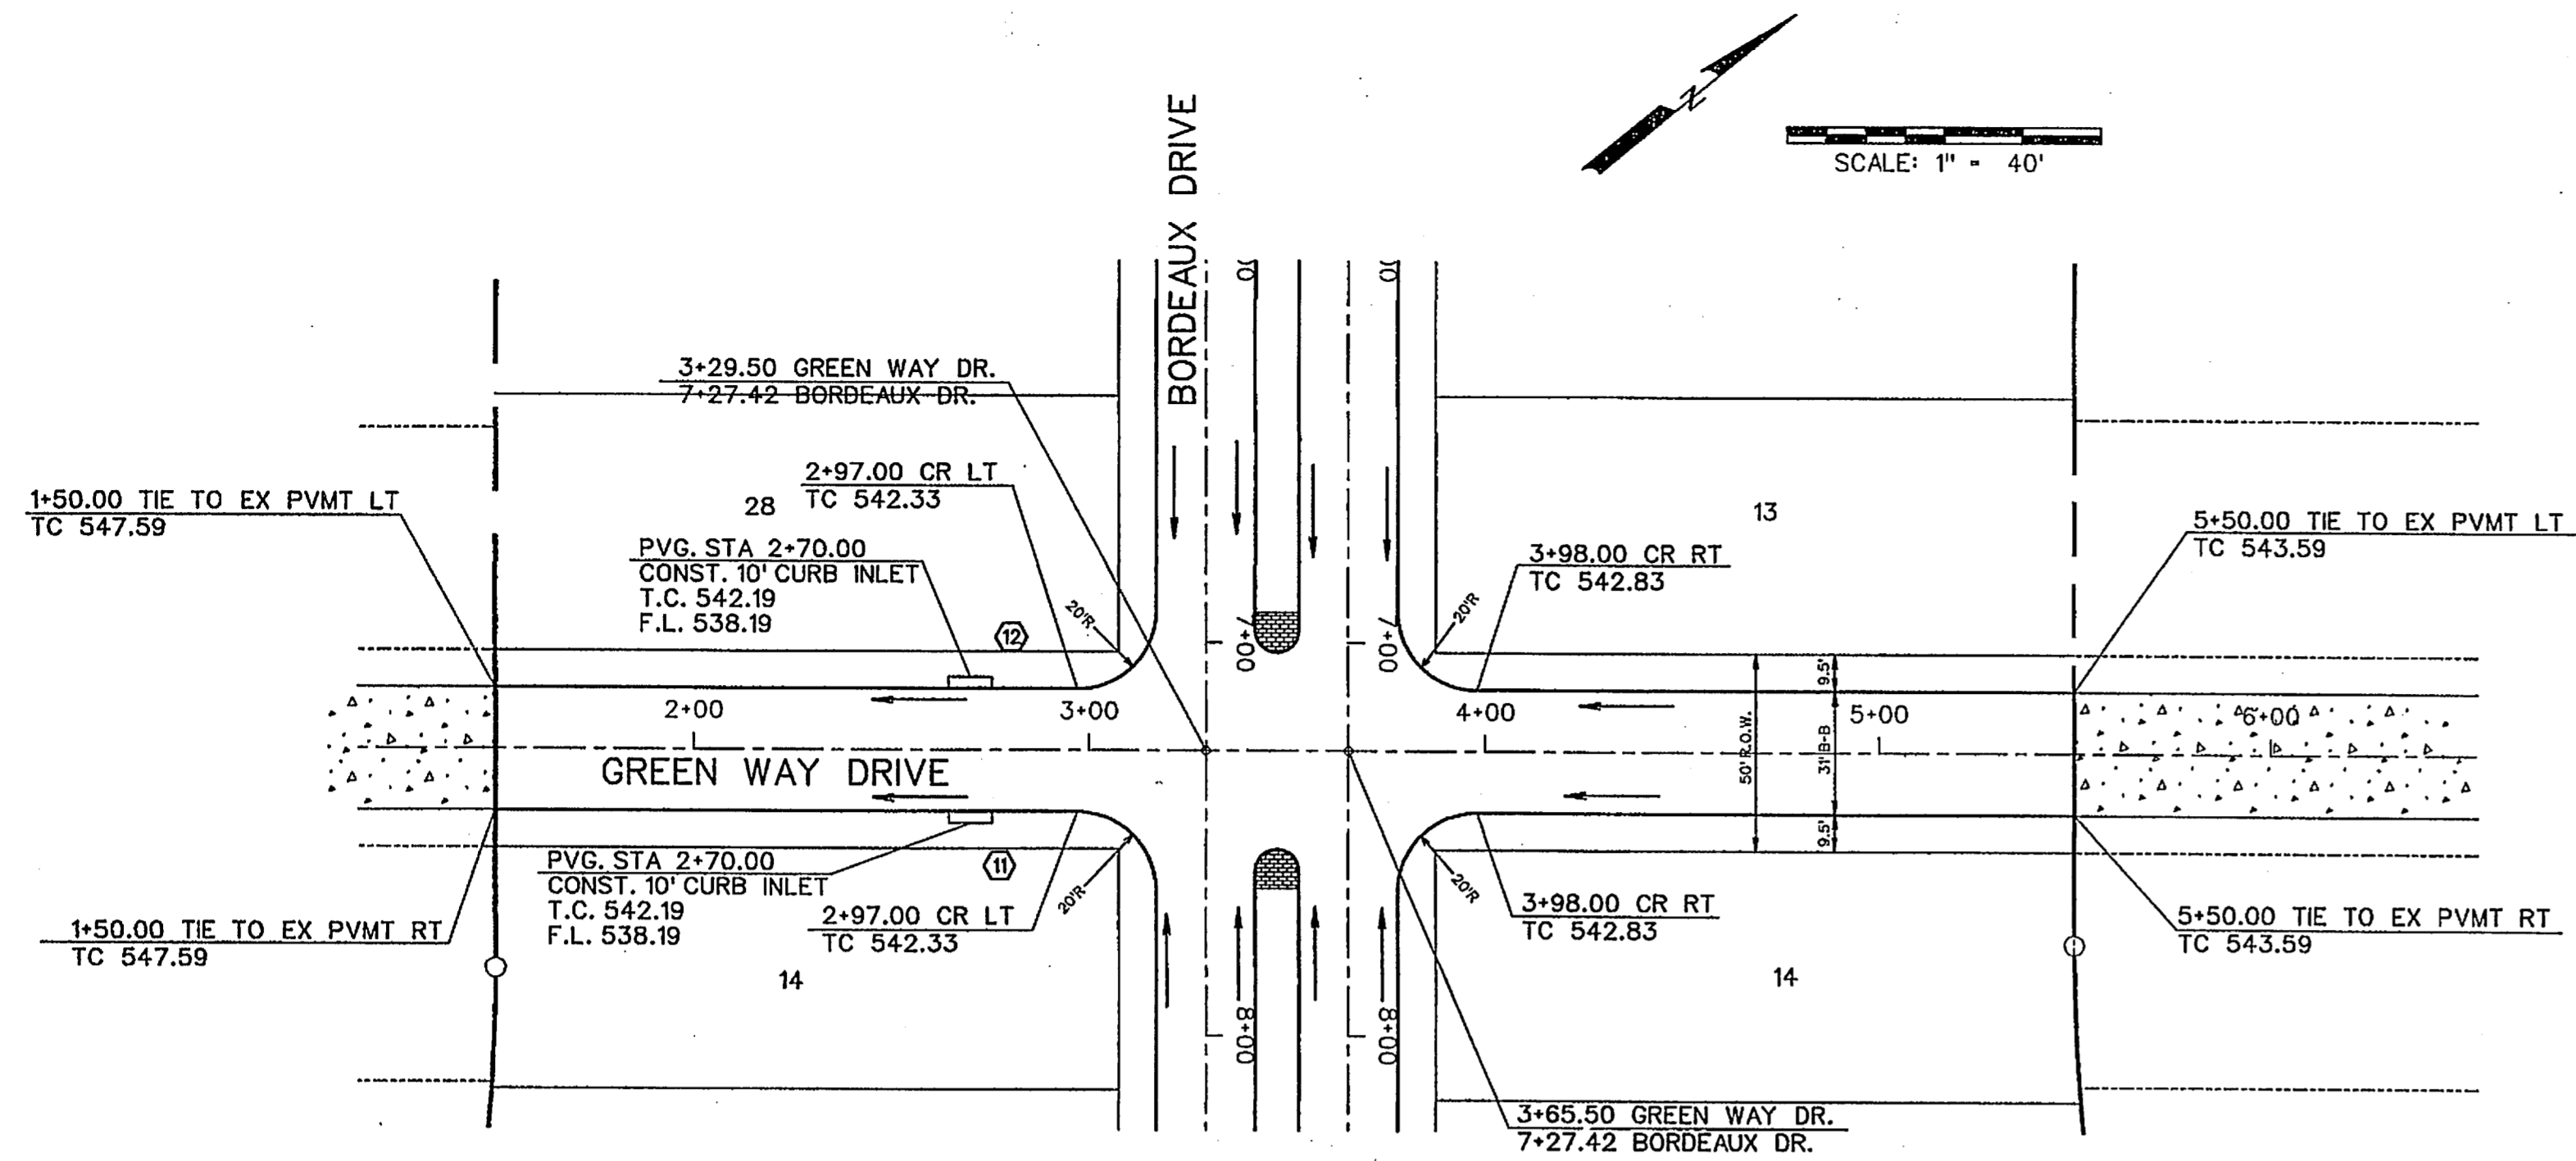 N
SCALE: 1" = 40'
BORDEAUX DRIVE
3+29.50 GREEN WAY DR.
7+27.42 BORDEAUX DR.
1+50.00 TIE TO EX PVMT LT
TC 547.59
28
2+97.00 CR LT
TC 542.33
PVG. STA 2+70.00
CONST. 10' CURB INLET
T.C. 542.19
F.L. 538.19
12
20'R
7+00
7+00
20'R
3+98.00 CR RT
TC 542.83
13
5+50.00 TIE TO EX PVMT LT
TC 543.59
2+00
3+00
4+00
5+00
6+00
9.5'
50' R.O.W.
31' B-B
9.5'
GREEN WAY DRIVE
PVG. STA 2+70.00
CONST. 10' CURB INLET
T.C. 542.19
F.L. 538.19
11
20'R
20'R
2+97.00 CR LT
TC 542.33
3+98.00 CR RT
TC 542.83
1+50.00 TIE TO EX PVMT RT
TC 547.59
5+50.00 TIE TO EX PVMT RT
TC 543.59
14
14
8+00
8+00
3+65.50 GREEN WAY DR.
7+27.42 BORDEAUX DR.